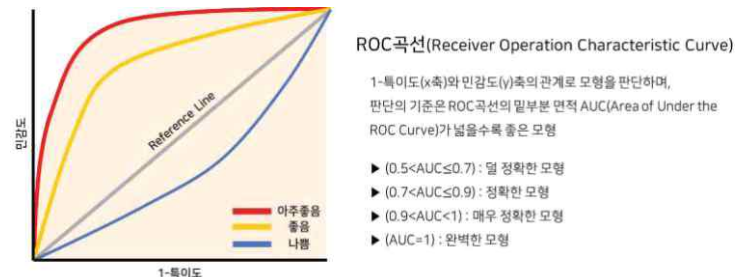 ROC곡선(Receiver Operation Characteristic Curve)
1-특이도(x축)와 민감도(y)축의 관계로 모형을 판단하며,
판단의 기준은 ROC곡선의 밑부분 면적 AUC(Area of Under the
ROC Curve)가 넓을수록 좋은 모형
▶ (0.5<AUC≤0.7) : 덜 정확한 모형
▶ (0.7<AUC≤0.9) : 정확한 모형
▶ (0.9<AUC<1) : 매우 정확한 모형
▶ (AUC=1) : 완벽한 모형
민감도
Reference Line
아주좋음
좋음
나쁨
1-특이도